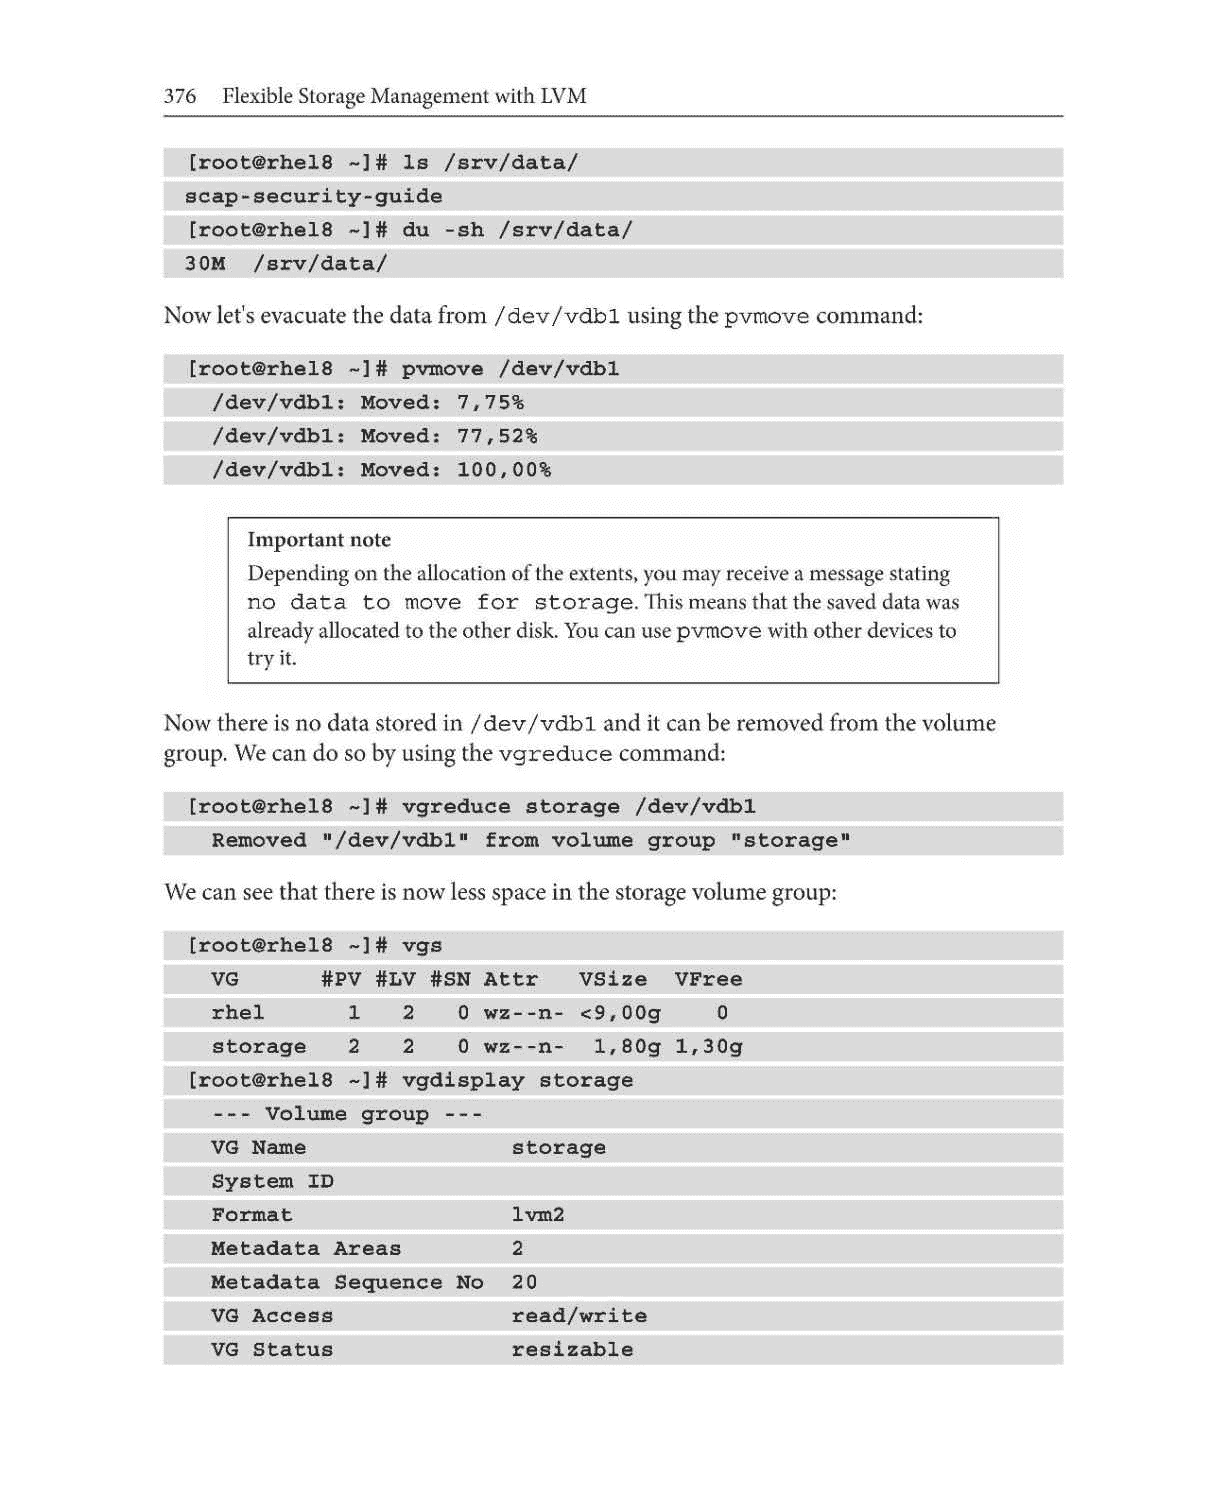 376 Flexible Storage Management with LVM
[root@rhel8 ~]# ls /srv/data/
scap-security-guide
[root@rhel8 ~]# du -sh /srv/data/
30M  /srv/data/
Now let's evacuate the data from /dev/vdb1 using the pvmove command:
[root@rhel8 ~]# pvmove /dev/vdb1
  /dev/vdb1: Moved: 7,75%
  /dev/vdb1: Moved: 77,52%
  /dev/vdb1: Moved: 100,00%
Important note
Depending on the allocation of the extents, you may receive a message stating
no data to move for storage. This means that the saved data was
already allocated to the other disk. You can use pvmove with other devices to
try it.
Now there is no data stored in /dev/vdb1 and it can be removed from the volume
group. We can do so by using the vgreduce command:
[root@rhel8 ~]# vgreduce storage /dev/vdb1
  Removed "/dev/vdb1" from volume group "storage"
We can see that there is now less space in the storage volume group:
[root@rhel8 ~]# vgs
  VG      #PV #LV #SN Attr   VSize  VFree
  rhel      1   2   0 wz--n- <9,00g    0
  storage   2   2   0 wz--n-  1,80g 1,30g
[root@rhel8 ~]# vgdisplay storage
  --- Volume group ---
  VG Name               storage
  System ID
  Format                lvm2
  Metadata Areas        2
  Metadata Sequence No  20
  VG Access             read/write
  VG Status             resizable